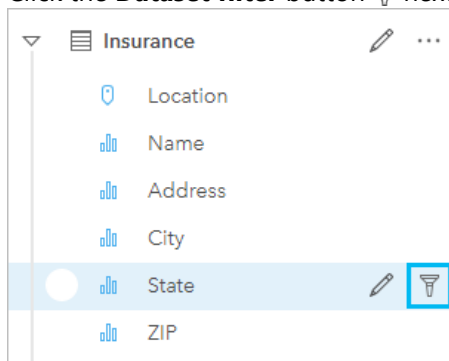 Click the Dataset filter button
Insurance
...
Location
Name
Address
City
State
ZIP